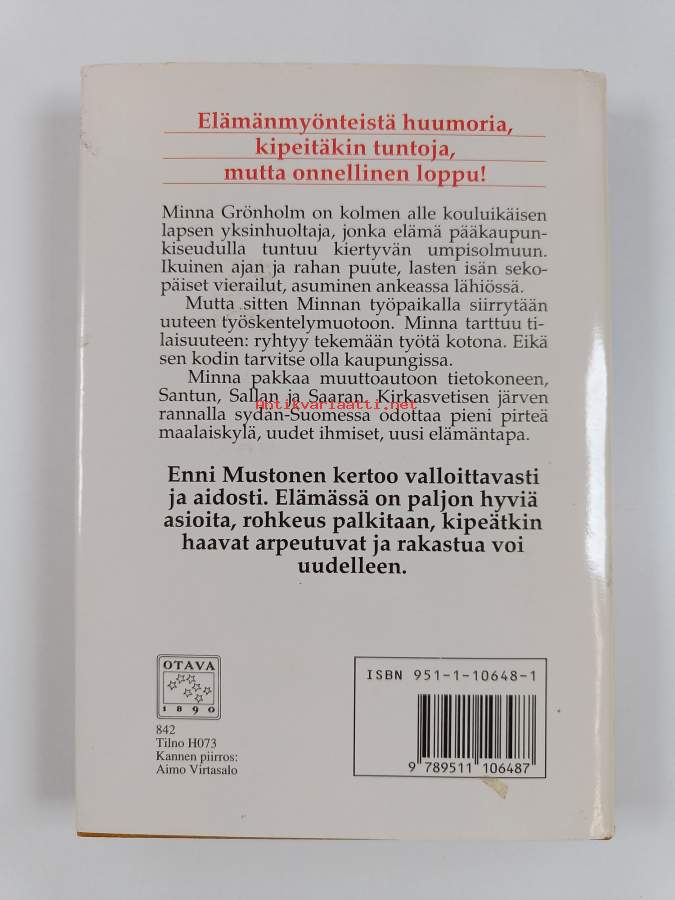 Elämänmyönteistä huumoria,
kipeitäkin tuntoja,
mutta onnellinen loppu!
Minna Grönholm on kolmen alle kouluikäisen
lapsen yksinhuoltaja, jonka elämä pääkaupun-
kiseudulla tuntuu kiertyvän umpisolmuun.
Ikuinen ajan ja rahan puute, lasten isän seko-
päiset vierailut, asuminen ankeassa lähiössä.
Mutta sitten Minnan työpaikalla siirrytään
uuteen työskentelymuotoon. Minna tarttuu ti-
laisuuteen: ryhtyy tekemään työtä kotona. Eikä
sen kodin tarvitse olla kaupungissa.
Minna pakkaa muuttoautoon tietokoneen,
Santun, Sallan ja Saaran. Kirkasvetisen järven
Antikvariaatti.net
rannalla sydän-Suomessa odottaa pieni pirteä
maalaiskylä, uudet ihmiset, uusi elämäntapa.
Enni Mustonen kertoo valloittavasti
ja aidosti. Elämässä on paljon hyviä
asioita, rohkeus palkitaan, kipeätkin
haavat arpeutuvat ja rakastua voi
uudelleen.
OTAVA
1890
842
Tilno H073
Kannen piirros:
Aimo Virtasalo
ISBN 951-1-10648-1
9 789511 106487